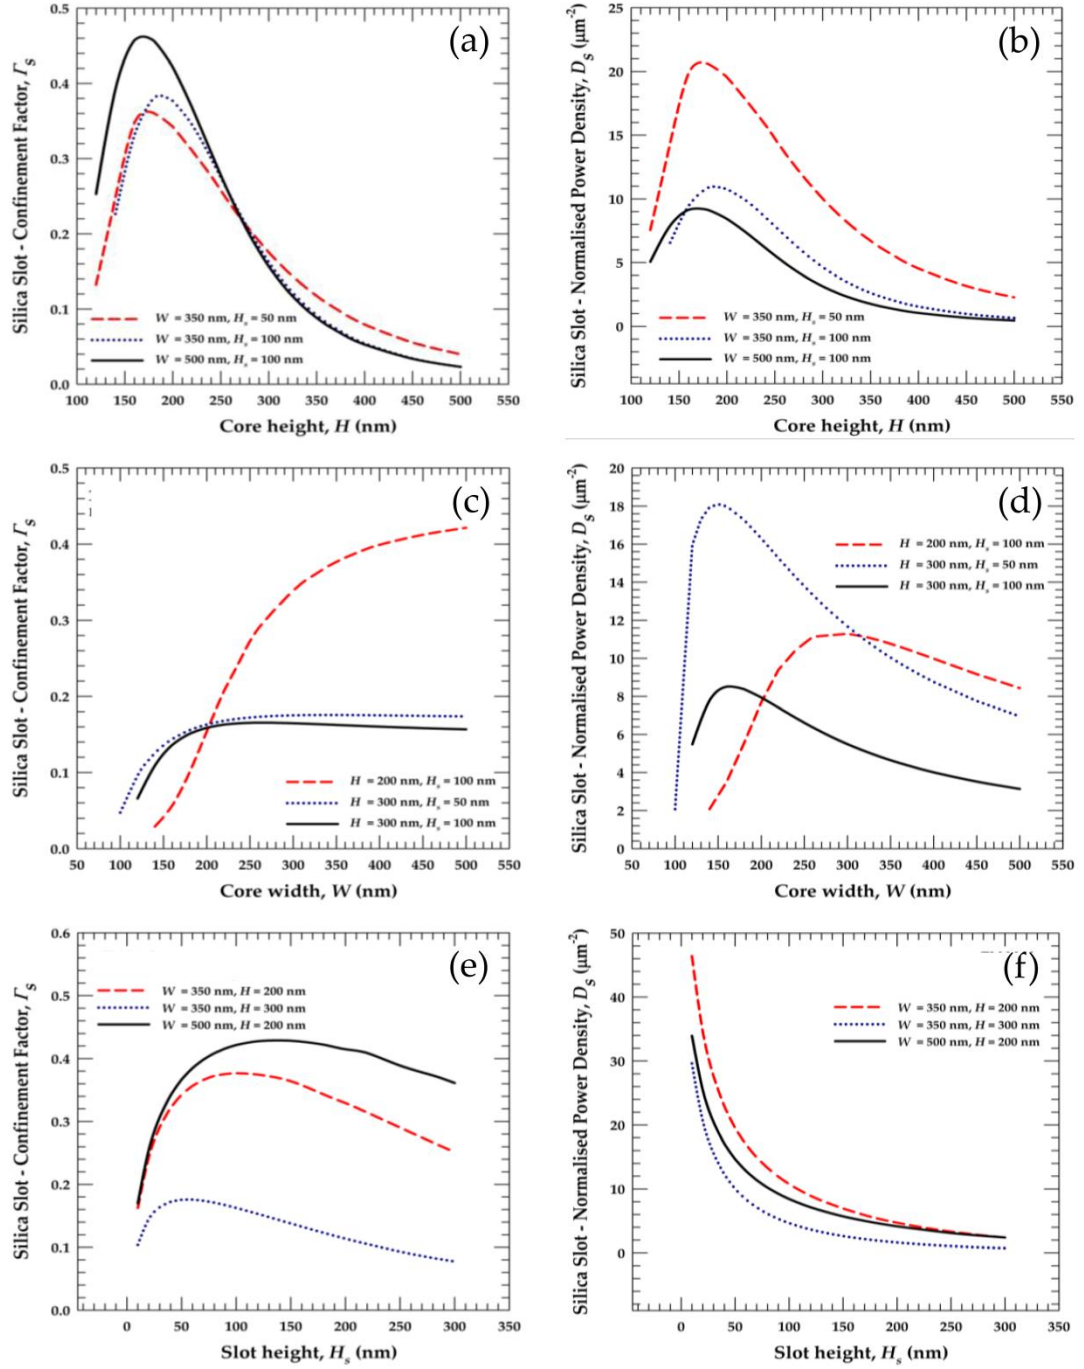 (a)
Silica Slot - Confinement Factor, Γs
0.5
0.4
0.3
0.2
0.1
0.0
W = 350 nm, Hs = 50 nm
W = 350 nm, Hs = 100 nm
W = 500 nm, Hs = 100 nm
100 150 200 250 300 350 400 450 500 550
Core height, H (nm)
(b)
Silica Slot - Normalised Power Density, Ds (μm-2)
25
20
15
10
5
0
W = 350 nm, Hs = 50 nm
W = 350 nm, Hs = 100 nm
W = 500 nm, Hs = 100 nm
100 150 200 250 300 350 400 450 500 550
Core height, H (nm)
(c)
Silica Slot - Confinement Factor, Γs
0.5
0.4
0.3
0.2
0.1
0.0
H = 200 nm, Hs = 100 nm
H = 300 nm, Hs = 50 nm
H = 300 nm, Hs = 100 nm
50 100 150 200 250 300 350 400 450 500 550
Core width, W (nm)
(d)
Silica Slot - Normalised Power Density, Ds (μm-2)
20
18
16
14
12
10
8
6
4
2
0
H = 200 nm, Hs = 100 nm
H = 300 nm, Hs = 50 nm
H = 300 nm, Hs = 100 nm
50 100 150 200 250 300 350 400 450 500 550
Core width, W (nm)
(e)
Silica Slot - Confinement Factor, Γs
0.6
0.5
0.4
0.3
0.2
0.1
0.0
W = 350 nm, H = 200 nm
W = 350 nm, H = 300 nm
W = 500 nm, H = 200 nm
0 50 100 150 200 250 300 350
Slot height, Hs (nm)
(f)
Silica Slot - Normalised Power Density, Ds (μm-2)
50
40
30
20
10
0
W = 350 nm, H = 200 nm
W = 350 nm, H = 300 nm
W = 500 nm, H = 200 nm
0 50 100 150 200 250 300 350
Slot height, Hs (nm)